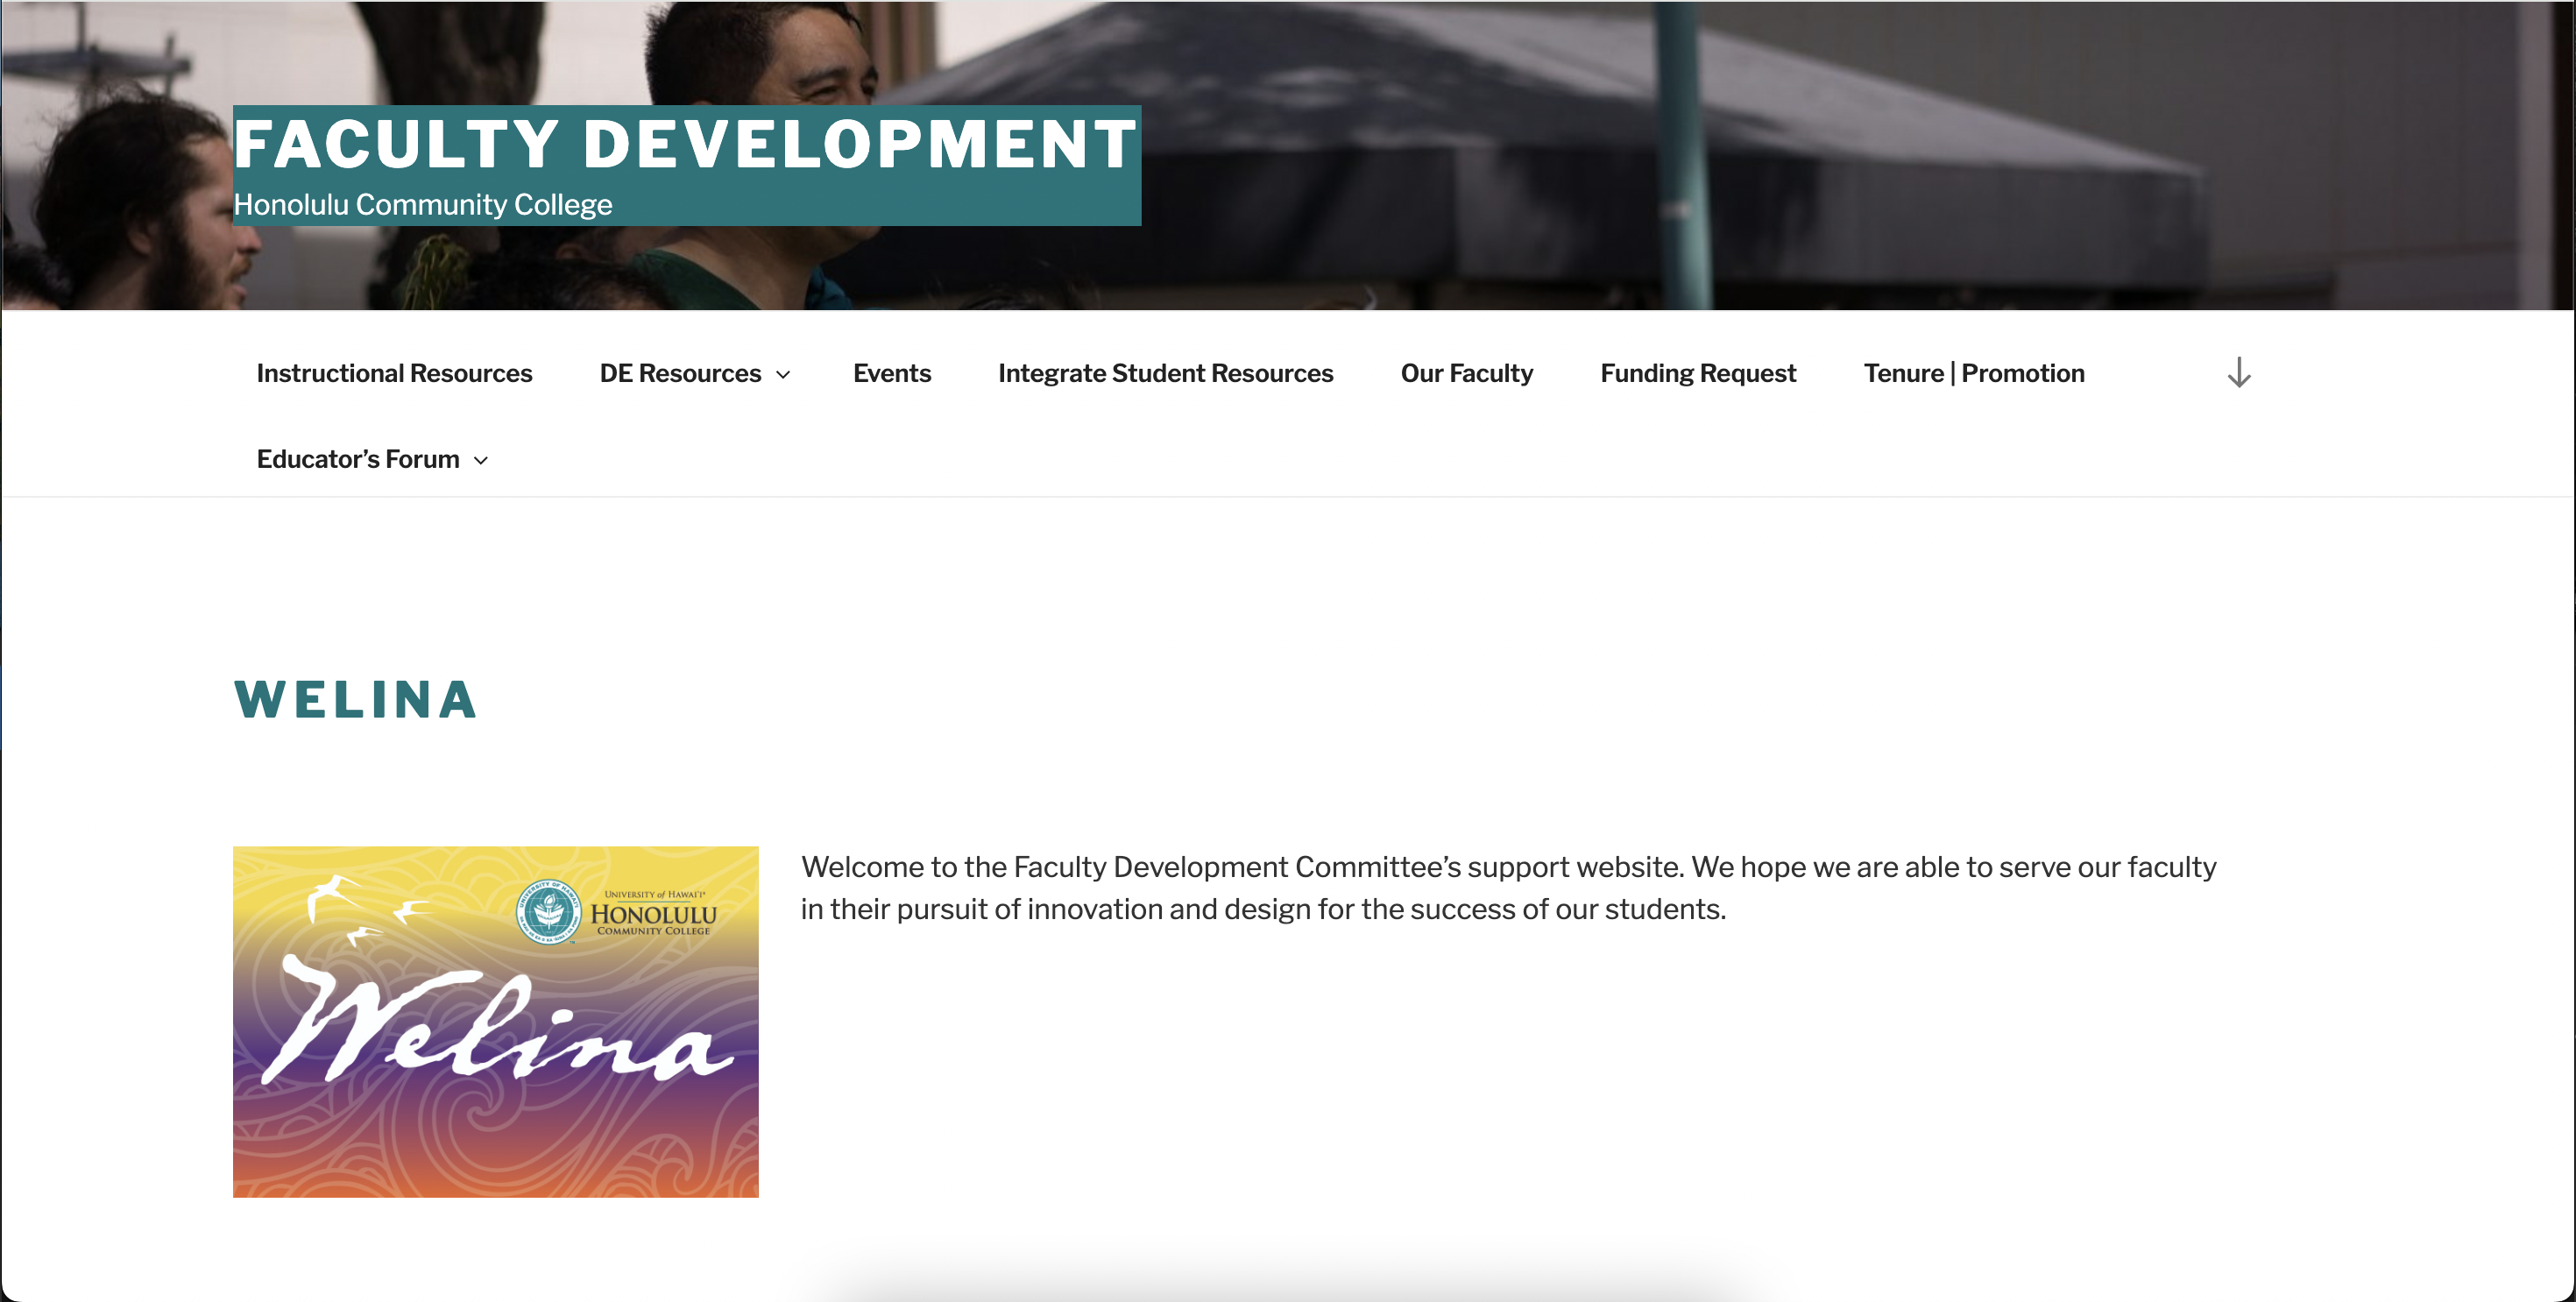 FACULTY DEVELOPMENT
Honolulu Community College
Instructional Resources
DE Resources
Events
Integrate Student Resources
Our Faculty
Funding Request
Tenure | Promotion
Educator’s Forum
WELINA
UNIVERSITY of HAWAI‘I®
HONOLULU
COMMUNITY COLLEGE
Welina
Welcome to the Faculty Development Committee’s support website. We hope we are able to serve our faculty
in their pursuit of innovation and design for the success of our students.